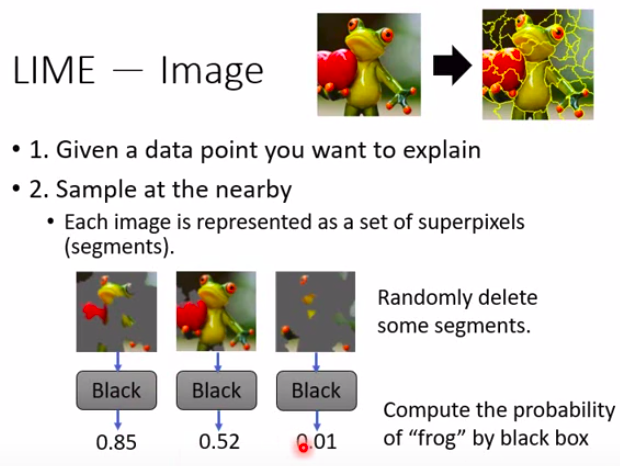 LIME — Image
• 1. Given a data point you want to explain
• 2. Sample at the nearby
• Each image is represented as a set of superpixels
(segments).
Randomly delete
some segments.
Black
Black
Black
0.85
0.52
0.01
Compute the probability
of “frog” by black box